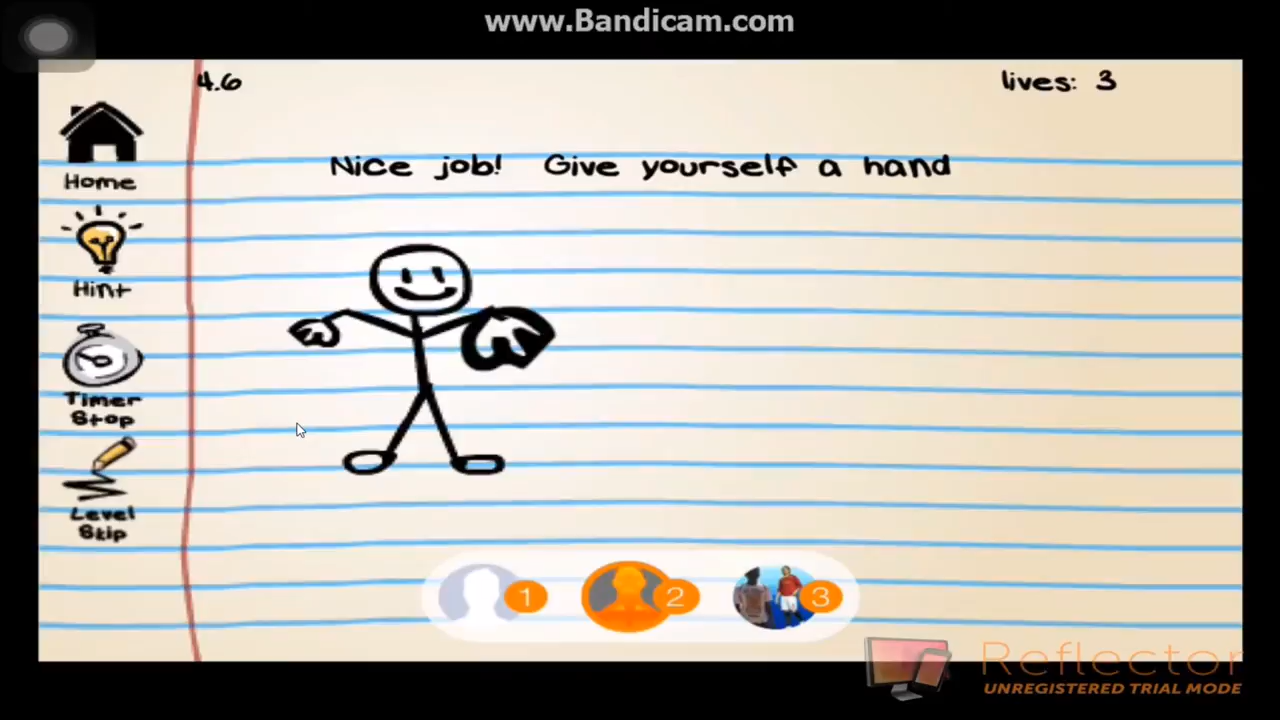 www.Bandicam.com
4.6
lives: 3
Nice job! Give yourself a hand
Home
Hint
Timer
Stop
Level
Skip
1
2
3
Reflector
UNREGISTERED TRIAL MODE